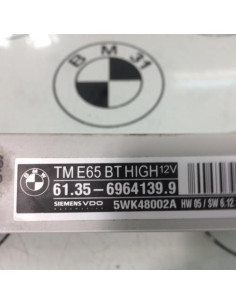 BM 31
TM E65 BT HIGH 12V
61.35-6964139.9
SIEMENS VDO
5WK48002A
HW 05 / SW 6.12.